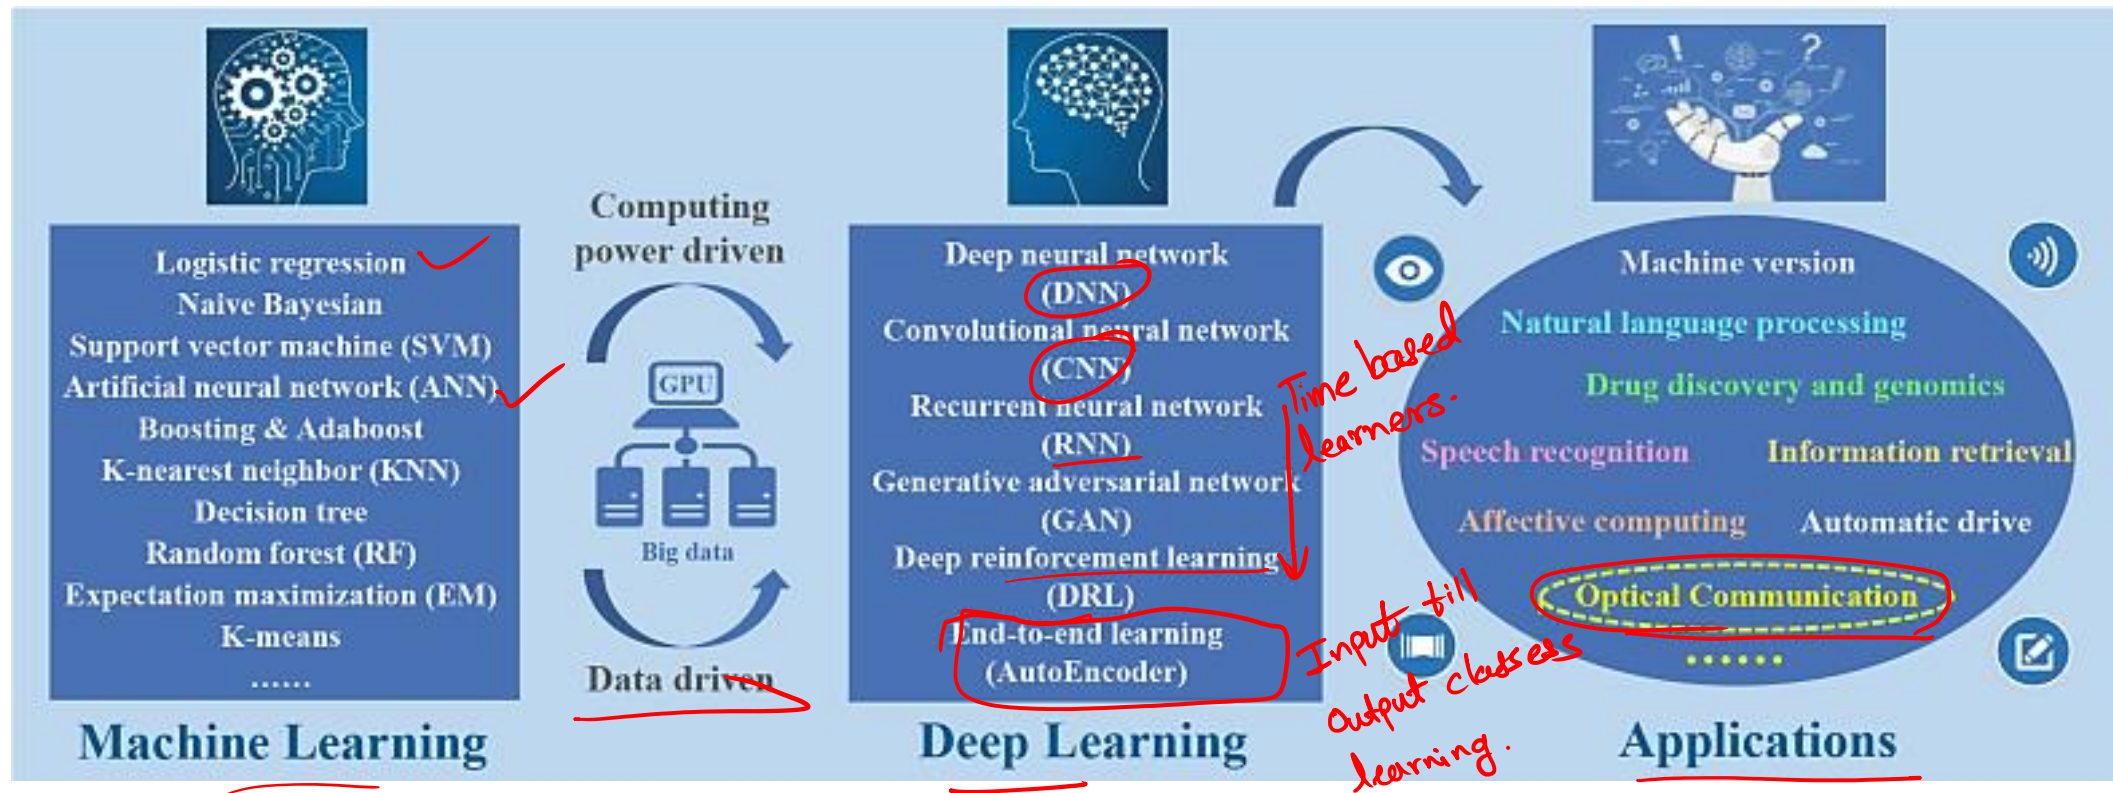 Logistic regression
Naive Bayesian
Support vector machine (SVM)
Artificial neural network (ANN)
Boosting & Adaboost
K-nearest neighbor (KNN)
Decision tree
Random forest (RF)
Expectation maximization (EM)
K-means
......
Machine Learning
Computing
power driven
GPU
Big data
Data driven
Deep neural network
(DNN)
Convolutional neural network
(CNN)
Recurrent neural network
(RNN)
Generative adversarial network
(GAN)
Deep reinforcement learning
(DRL)
End-to-end learning
(AutoEncoder)
Deep Learning
Time based
learners.
Input till
Output
learning.
Machine version
Natural language processing
Drug discovery and genomics
Speech recognition Information retrieval
Affective computing Automatic drive
Optical Communication
......
Applications